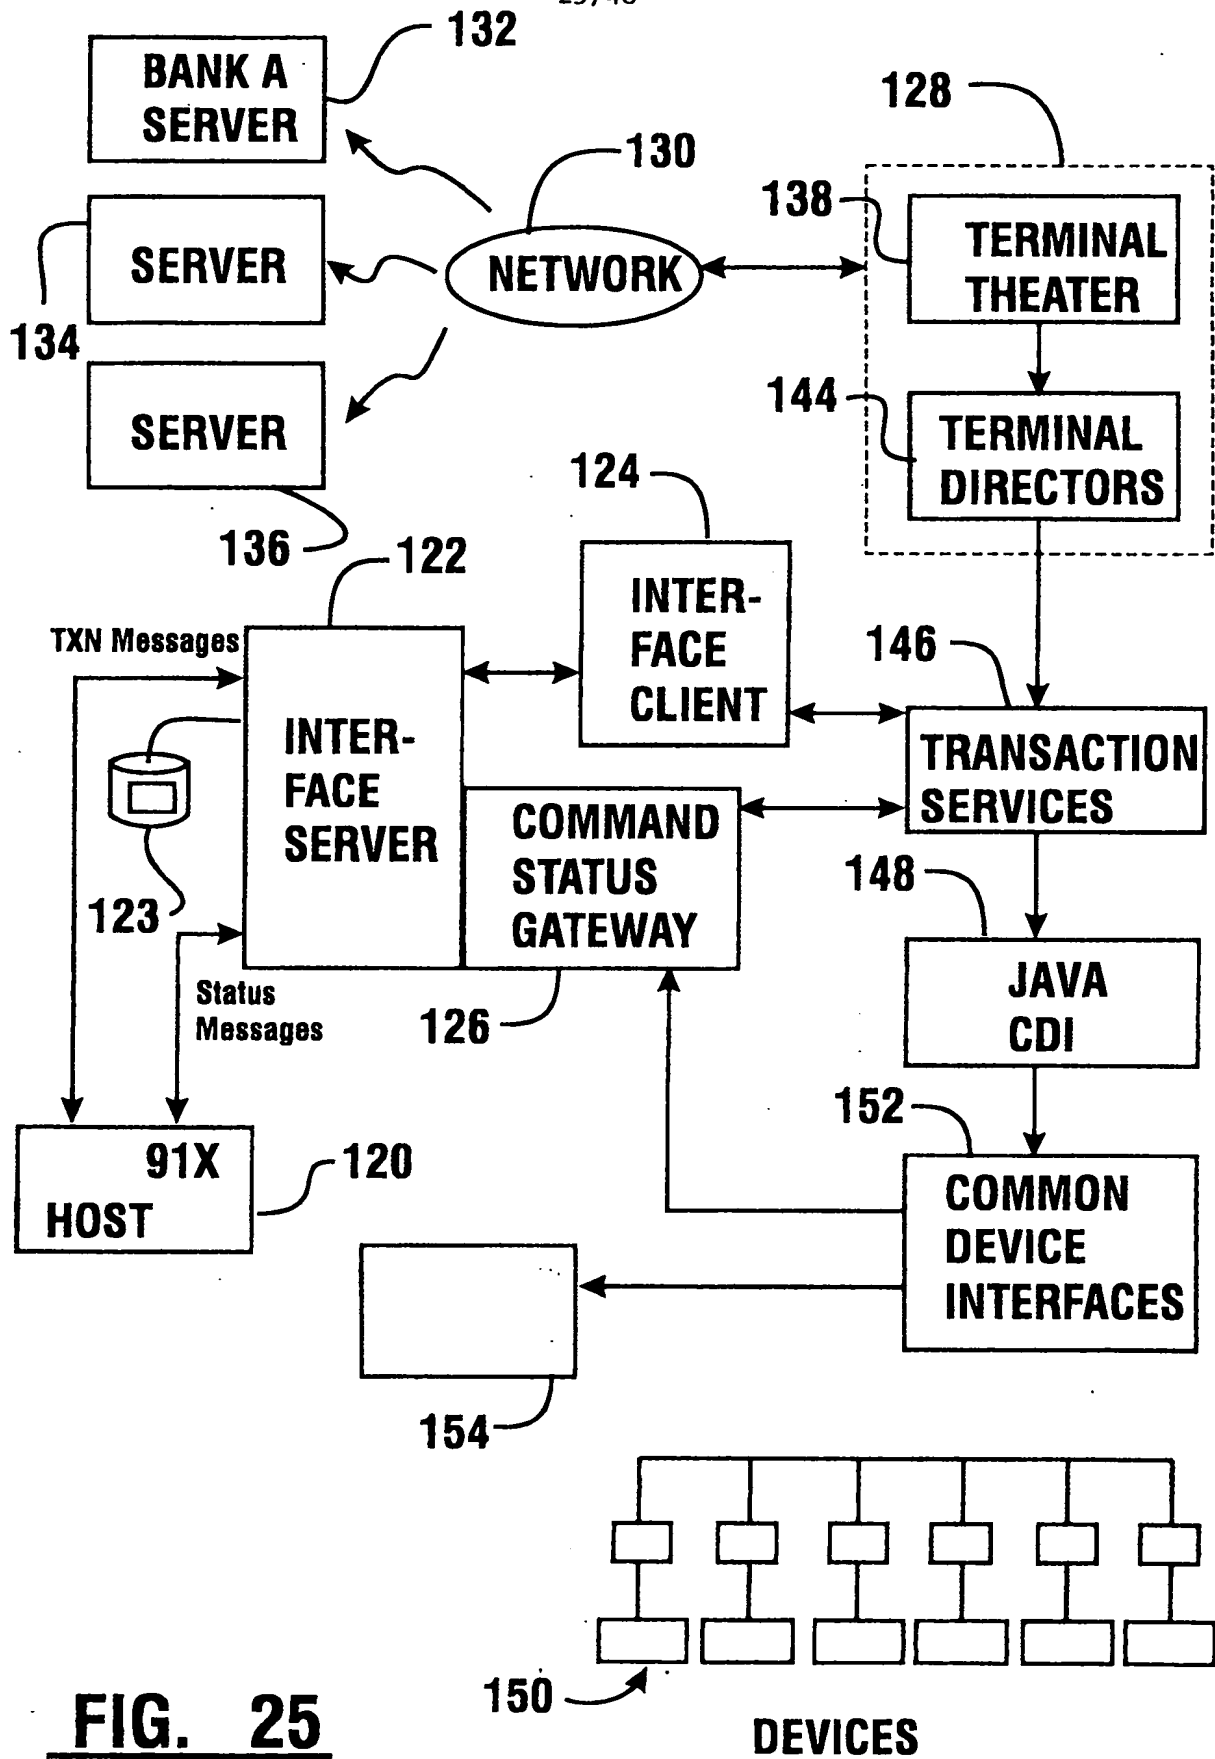 132
BANK A
SERVER
128
130
138
TERMINAL
THEATER
SERVER
NETWORK
134
144
TERMINAL
DIRECTORS
SERVER
124
136
122
INTER-
FACE
CLIENT
TXN Messages
146
INTER-
FACE
SERVER
TRANSACTION
SERVICES
COMMAND
STATUS
GATEWAY
148
123
JAVA
CDI
Status
Messages
126
152
91X
HOST
120
COMMON
DEVICE
INTERFACES
154
150
FIG. 25
DEVICES